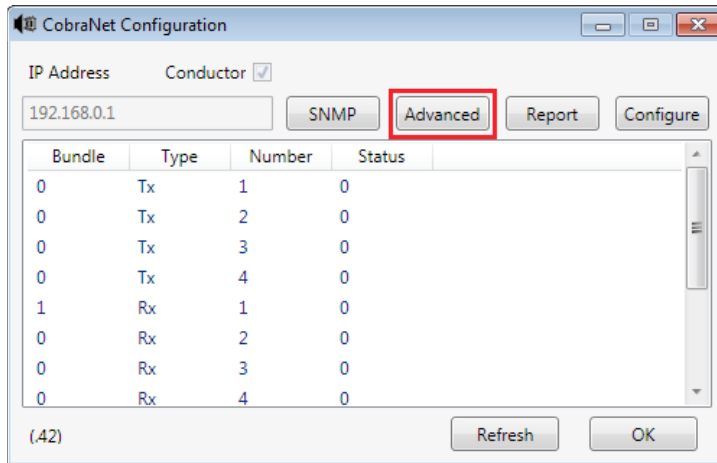 CobraNet Configuration
IP Address Conductor
192.168.0.1 SNMP Advanced Report Configure
Bundle Type Number Status
0 Tx 1 0
0 Tx 2 0
0 Tx 3 0
0 Tx 4 0
1 Rx 1 0
0 Rx 2 0
0 Rx 3 0
0 Rx 4 0
(.42) Refresh OK